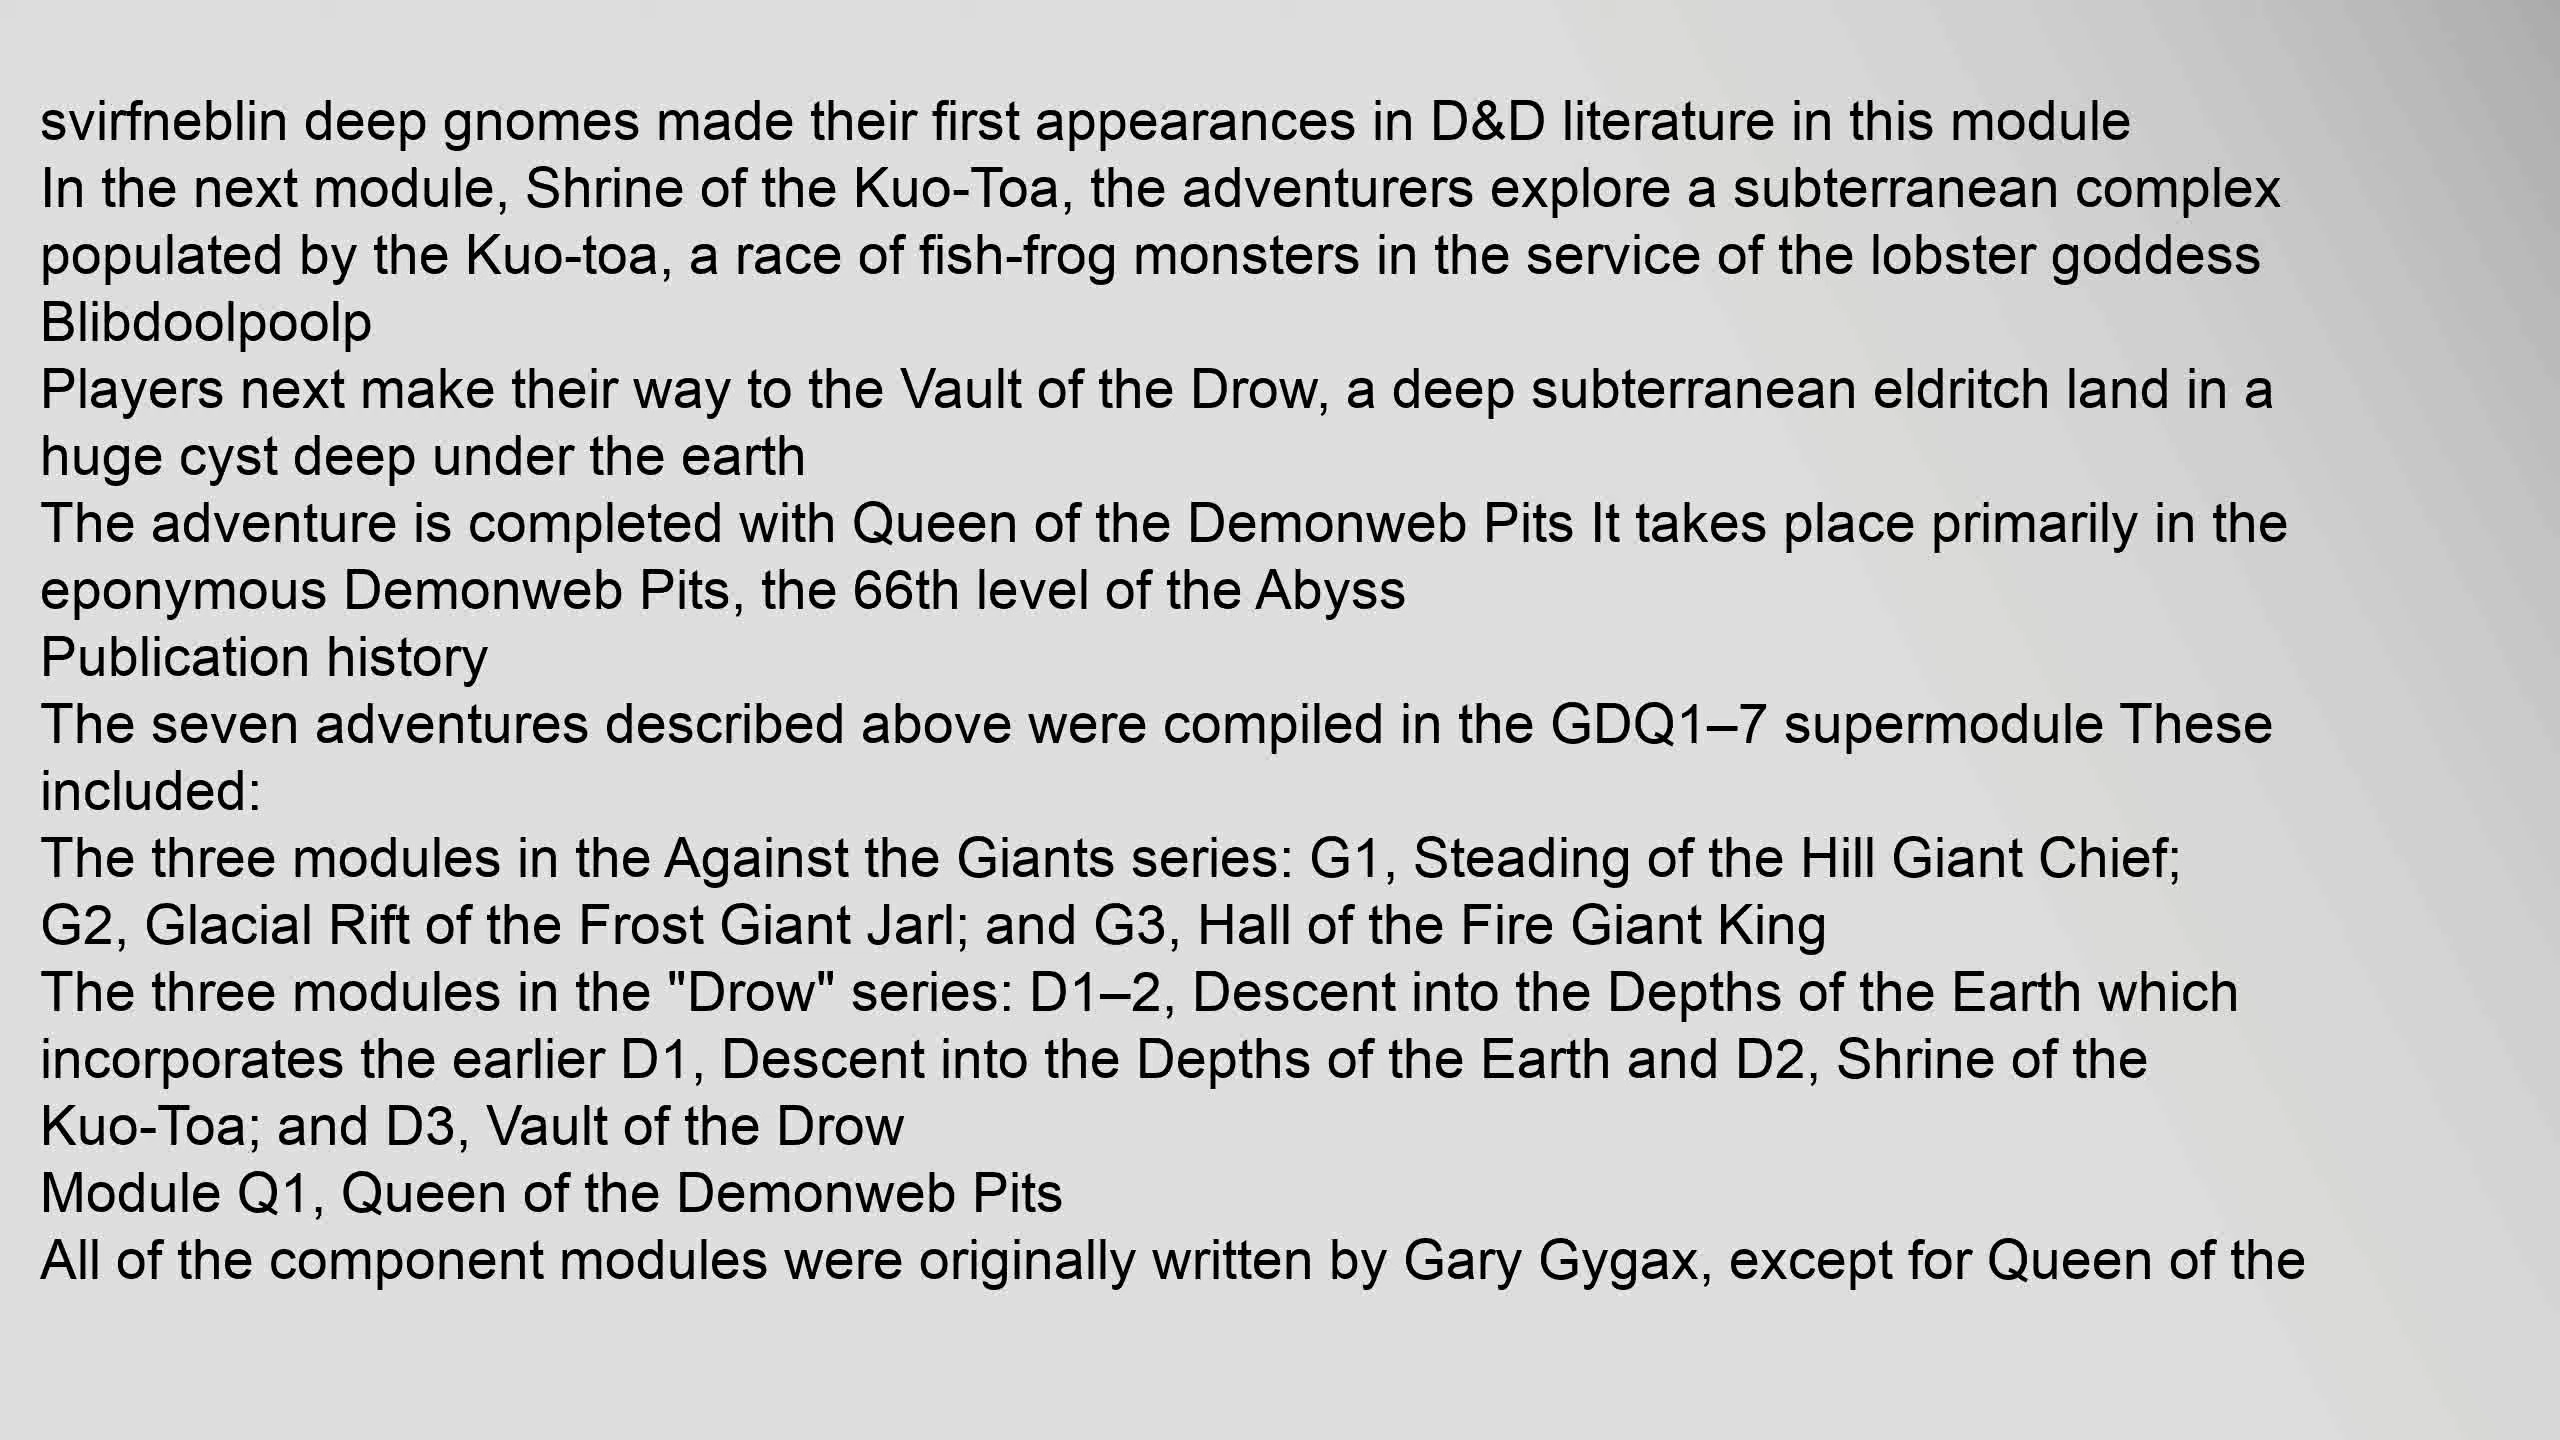 svirfneblin deep gnomes made their first appearances in D&D literature in this module
In the next module, Shrine of the Kuo-Toa, the adventurers explore a subterranean complex
populated by the Kuo-toa, a race of fish-frog monsters in the service of the lobster goddess
Blibdoolpoolp
Players next make their way to the Vault of the Drow, a deep subterranean eldritch land in a
huge cyst deep under the earth
The adventure is completed with Queen of the Demonweb Pits It takes place primarily in the
eponymous Demonweb Pits, the 66th level of the Abyss
Publication history
The seven adventures described above were compiled in the GDQ1–7 supermodule These
included:
The three modules in the Against the Giants series: G1, Steading of the Hill Giant Chief;
G2, Glacial Rift of the Frost Giant Jarl; and G3, Hall of the Fire Giant King
The three modules in the "Drow" series: D1–2, Descent into the Depths of the Earth which
incorporates the earlier D1, Descent into the Depths of the Earth and D2, Shrine of the
Kuo-Toa; and D3, Vault of the Drow
Module Q1, Queen of the Demonweb Pits
All of the component modules were originally written by Gary Gygax, except for Queen of the